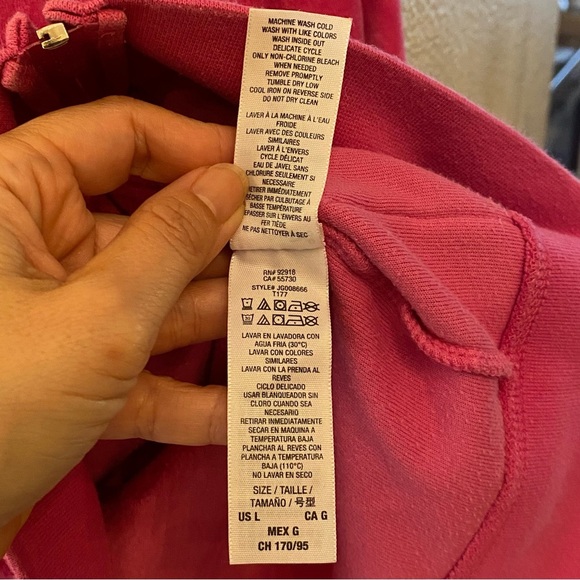 MACHINE WASH COLD
WASH WITH LIKE COLORS
WASH INSIDE OUT
DELICATE CYCLE
ONLY NON-CHLORINE BLEACH
WHEN NEEDED
REMOVE PROMPTLY
TUMBLE DRY LOW
COOL IRON ON REVERSE SIDE
DO NOT DRY CLEAN
LAVER À LA MACHINE À L'EAU
FROIDE
LAVER AVEC DES COULEURS
SIMILAIRES
LAVER À L'ENVERS
CYCLE DÉLICAT
EAU DE JAVEL SANS
CHLORURE SEULEMENT SI
NÉCESSAIRE
RETIRER IMMÉDIATEMENT
SÉCHER PAR CULBUTAGE À
BASSE TEMPÉRATURE
REPASSER SUR L'ENVERS AU
FER TIÈDE
NE PAS NETTOYER À SEC
RN# 92918
CA# 55730
STYLE# JG008666
T177
LAVAR EN LAVADORA CON
AGUA FRIA (30°C)
LAVAR CON COLORES
SIMILARES
LAVAR CON LA PRENDA AL
REVES
CICLO DELICADO
USAR BLANQUEADOR SIN
CLORO CUANDO SEA
NECESARIO
RETIRAR INMEDIATAMENTE
SECAR EN MAQUINA A
TEMPERATURA BAJA
PLANCHAR AL REVES CON
PLANCHA A TEMPERATURA
BAJA (110°C)
NO LAVAR EN SECO
SIZE / TAILLE /
TAMAÑO / 号型
US L CA G
MEX G
CH 170/95